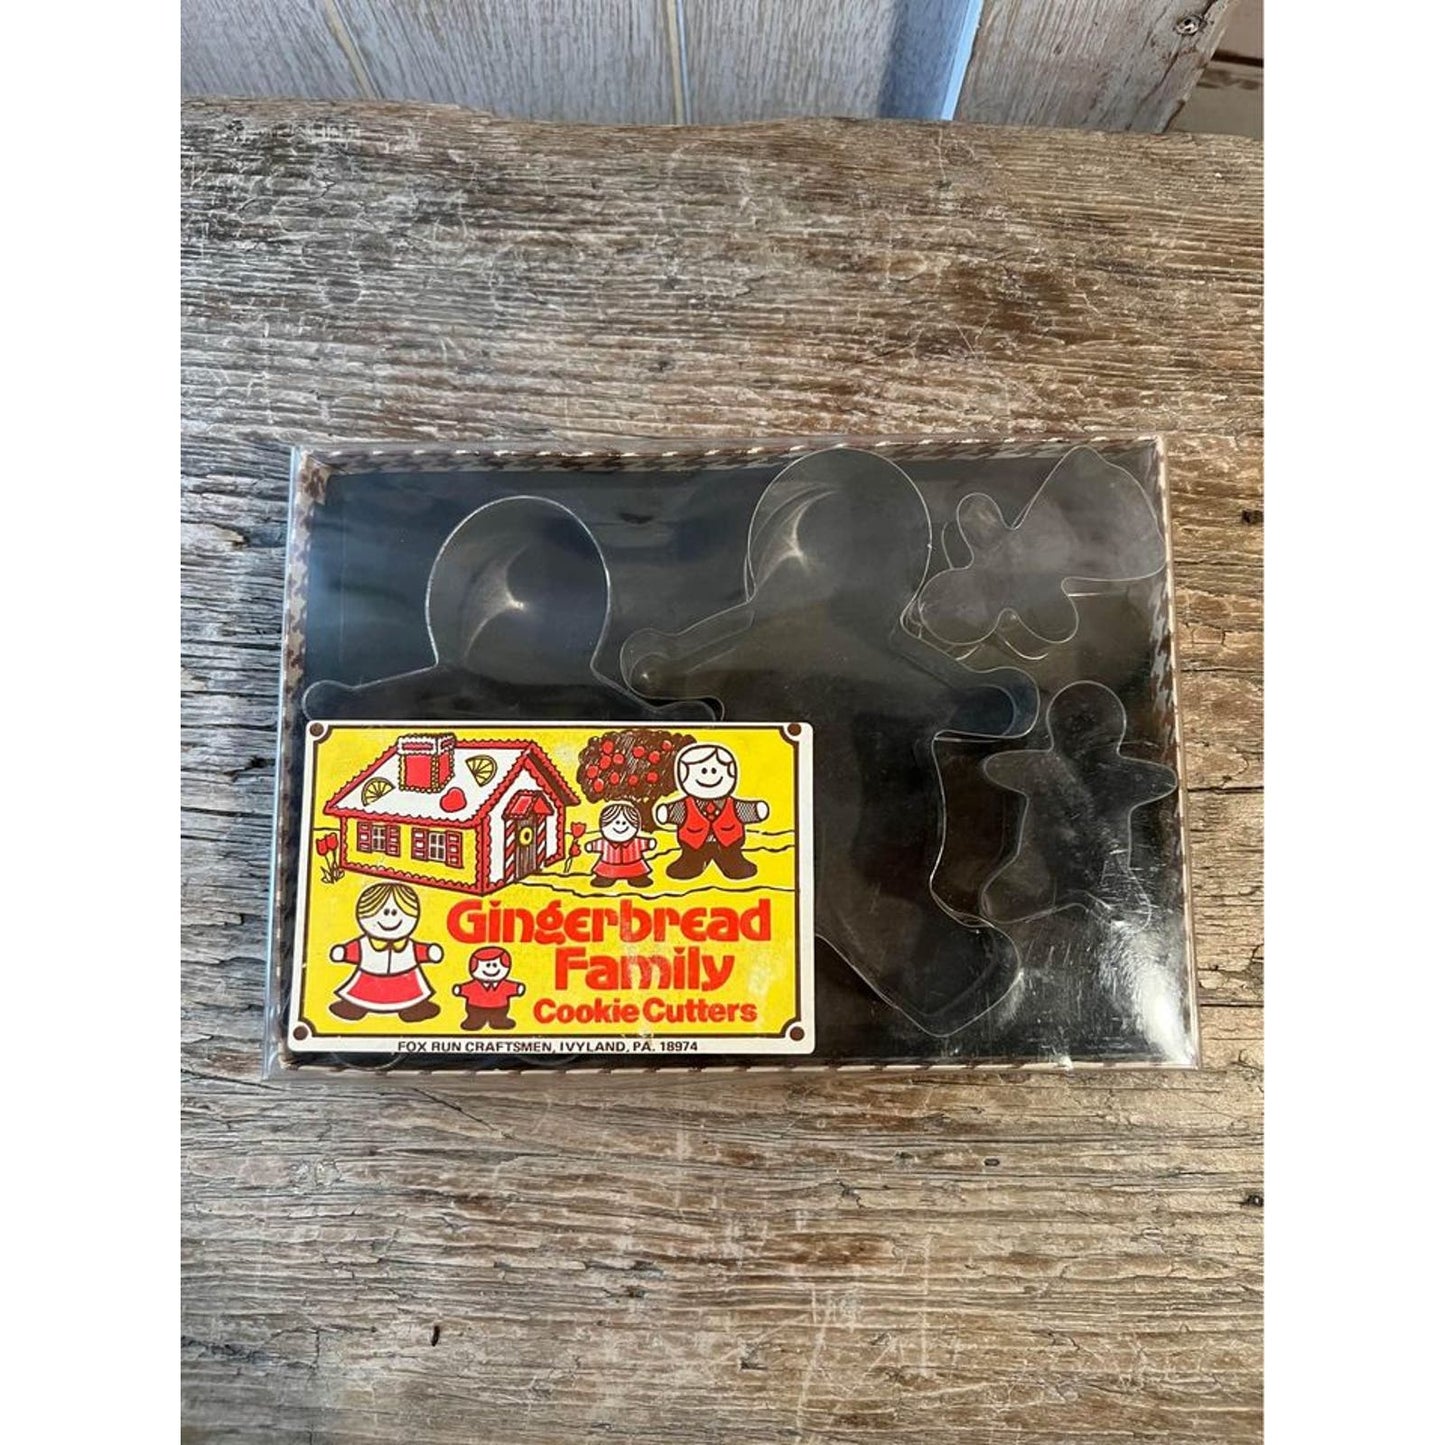 Gingerbread
Family
Cookie Cutters
FOX RUN CRAFTSMEN, IVYLAND, PA. 18974